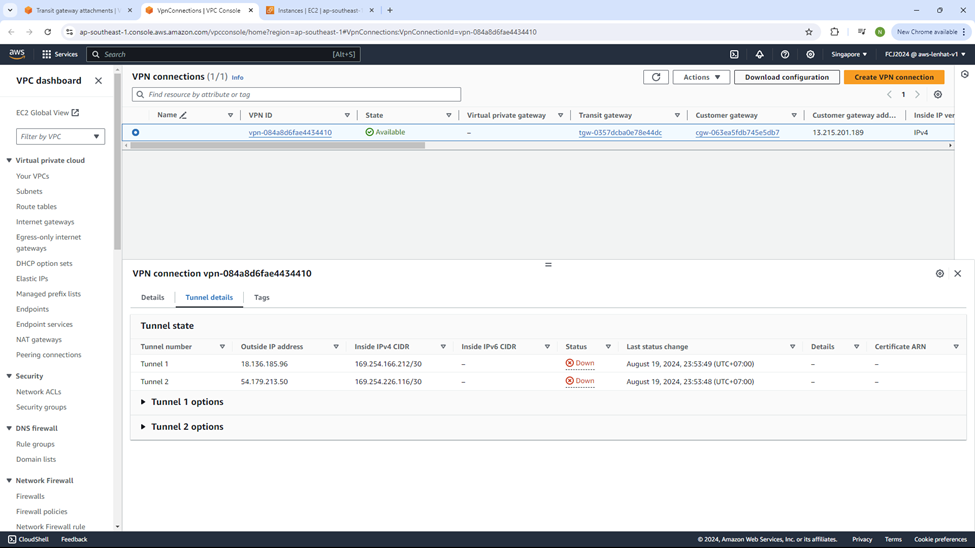 Transit gateway attachments | V
VpnConnections | VPC Console
Instances | EC2 | ap-southeast-
ap-southeast-1.console.aws.amazon.com/vpcconsole/home?region=ap-southeast-1#VpnConnections:VpnConnectionId=vpn-084a8d6fae4434410
New Chrome available
N
aws
Services
Search
[Alt+S]
Singapore
FCJ2024 @ aws-lenhat-v1
VPC dashboard
EC2 Global View
Filter by VPC
Virtual private cloud
Your VPCs
Subnets
Route tables
Internet gateways
Egress-only internet
gateways
DHCP option sets
Elastic IPs
Managed prefix lists
Endpoints
Endpoint services
NAT gateways
Peering connections
Security
Network ACLs
Security groups
DNS firewall
Rule groups
Domain lists
Network Firewall
Firewalls
Firewall policies
Network Firewall rule
VPN connections (1/1) Info
Actions
Download configuration
Create VPN connection
Find resource by attribute or tag
1
Name VPN ID State Virtual private gateway Transit gateway Customer gateway Customer gateway add... Inside IP ver
vpn-084a8d6fae4434410 Available – tgw-0357dcba0e78e44dc cgw-063ea5fdb745e5db7 13.215.201.189 IPv4
VPN connection vpn-084a8d6fae4434410
Details Tunnel details Tags
Tunnel state
Tunnel number Outside IP address Inside IPv4 CIDR Inside IPv6 CIDR Status Last status change Details Certificate ARN
Tunnel 1 18.136.185.96 169.254.166.212/30 – Down August 19, 2024, 23:53:49 (UTC+07:00) – –
Tunnel 2 54.179.213.50 169.254.226.116/30 – Down August 19, 2024, 23:53:48 (UTC+07:00) – –
Tunnel 1 options
Tunnel 2 options
CloudShell
Feedback
© 2024, Amazon Web Services, Inc. or its affiliates.
Privacy
Terms
Cookie preferences